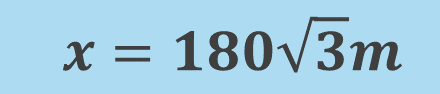 x = 180√3m